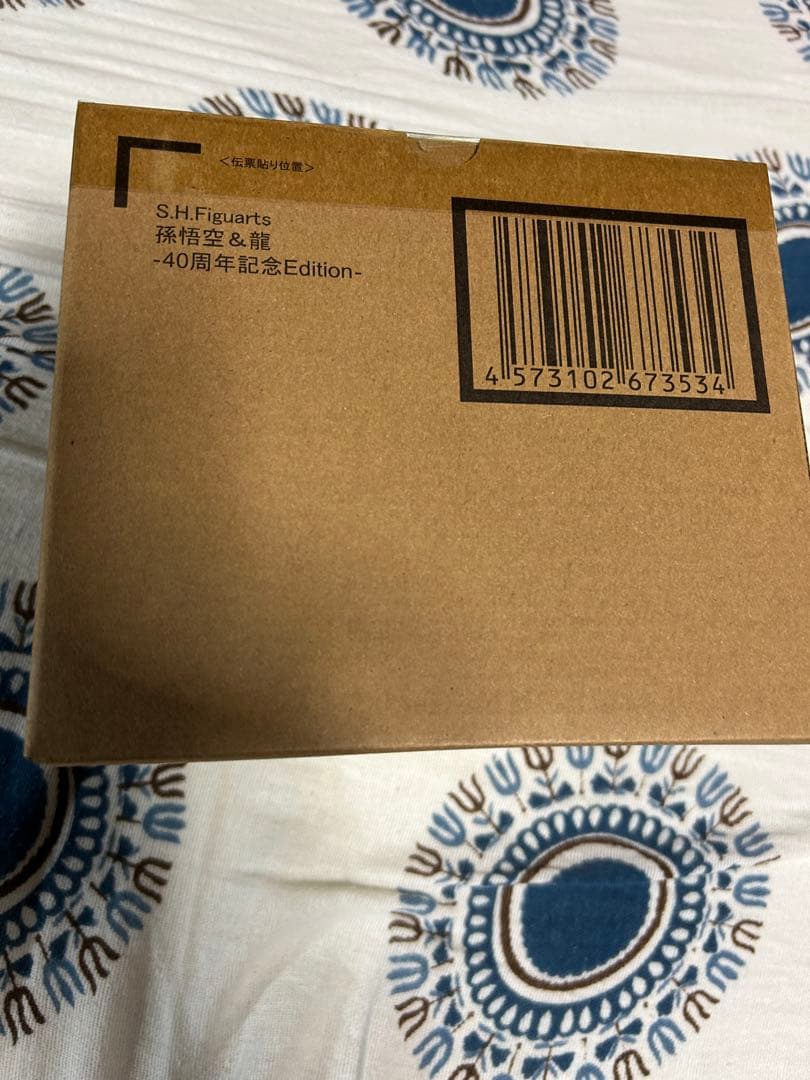 <伝票貼り位置>
S.H.Figuarts
孫悟空＆龍
-40周年記念Edition-
4 573102 673534